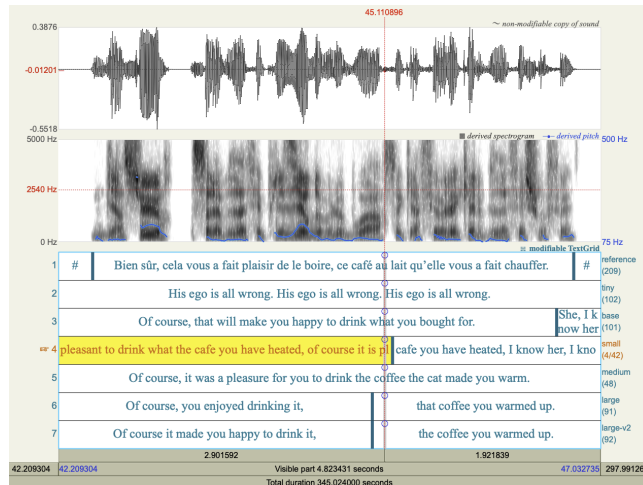 45.110896
0.3876
〜 non-modifiable copy of sound
-0.01201
-0.5518
5000 Hz
derived spectrogram derived pitch
500 Hz
2540 Hz
0 Hz
75 Hz
modifiable TextGrid
1 # Bien sûr, cela vous a fait plaisir de le boire, ce café au lait qu’elle vous a fait chauffer. # reference (209)
2 His ego is all wrong. His ego is all wrong. His ego is all wrong. tiny (102)
3 Of course, that will make you happy to drink what you bought for. She, I k
now her base (101)
4 pleasant to drink what the cafe you have heated, of course it is pl cafe you have heated, I know her, I kno small (4/42)
5 Of course, it was a pleasure for you to drink the coffee the cat made you warm. medium (48)
6 Of course, you enjoyed drinking it, that coffee you warmed up. large (91)
7 Of course it made you happy to drink it, the coffee you warmed up. large-v2 (92)
2.901592 1.921839
42.209304 42.209304 Visible part 4.823431 seconds 47.032735 297.991265
Total duration 345.024000 seconds